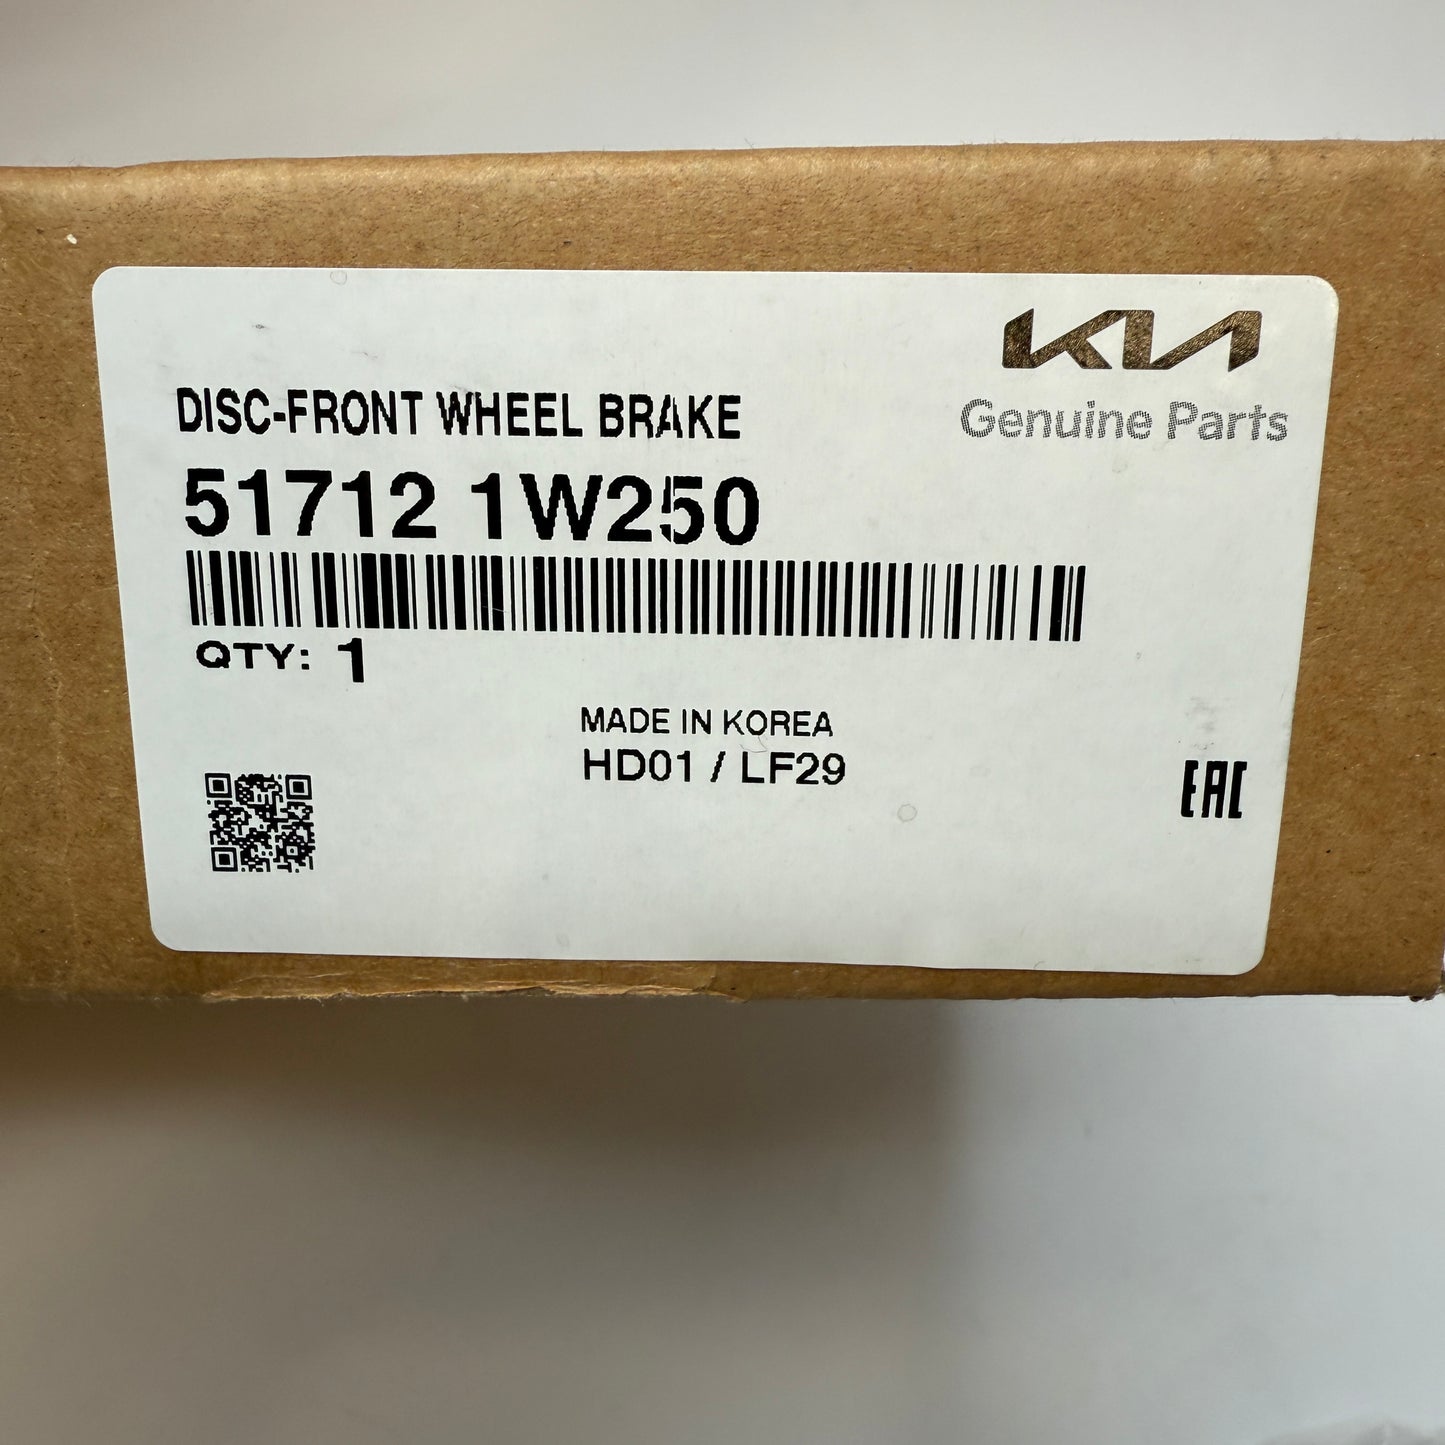 KIA
Genuine Parts
DISC-FRONT WHEEL BRAKE
51712 1W250
QTY: 1
MADE IN KOREA
HD01 / LF29
EAC